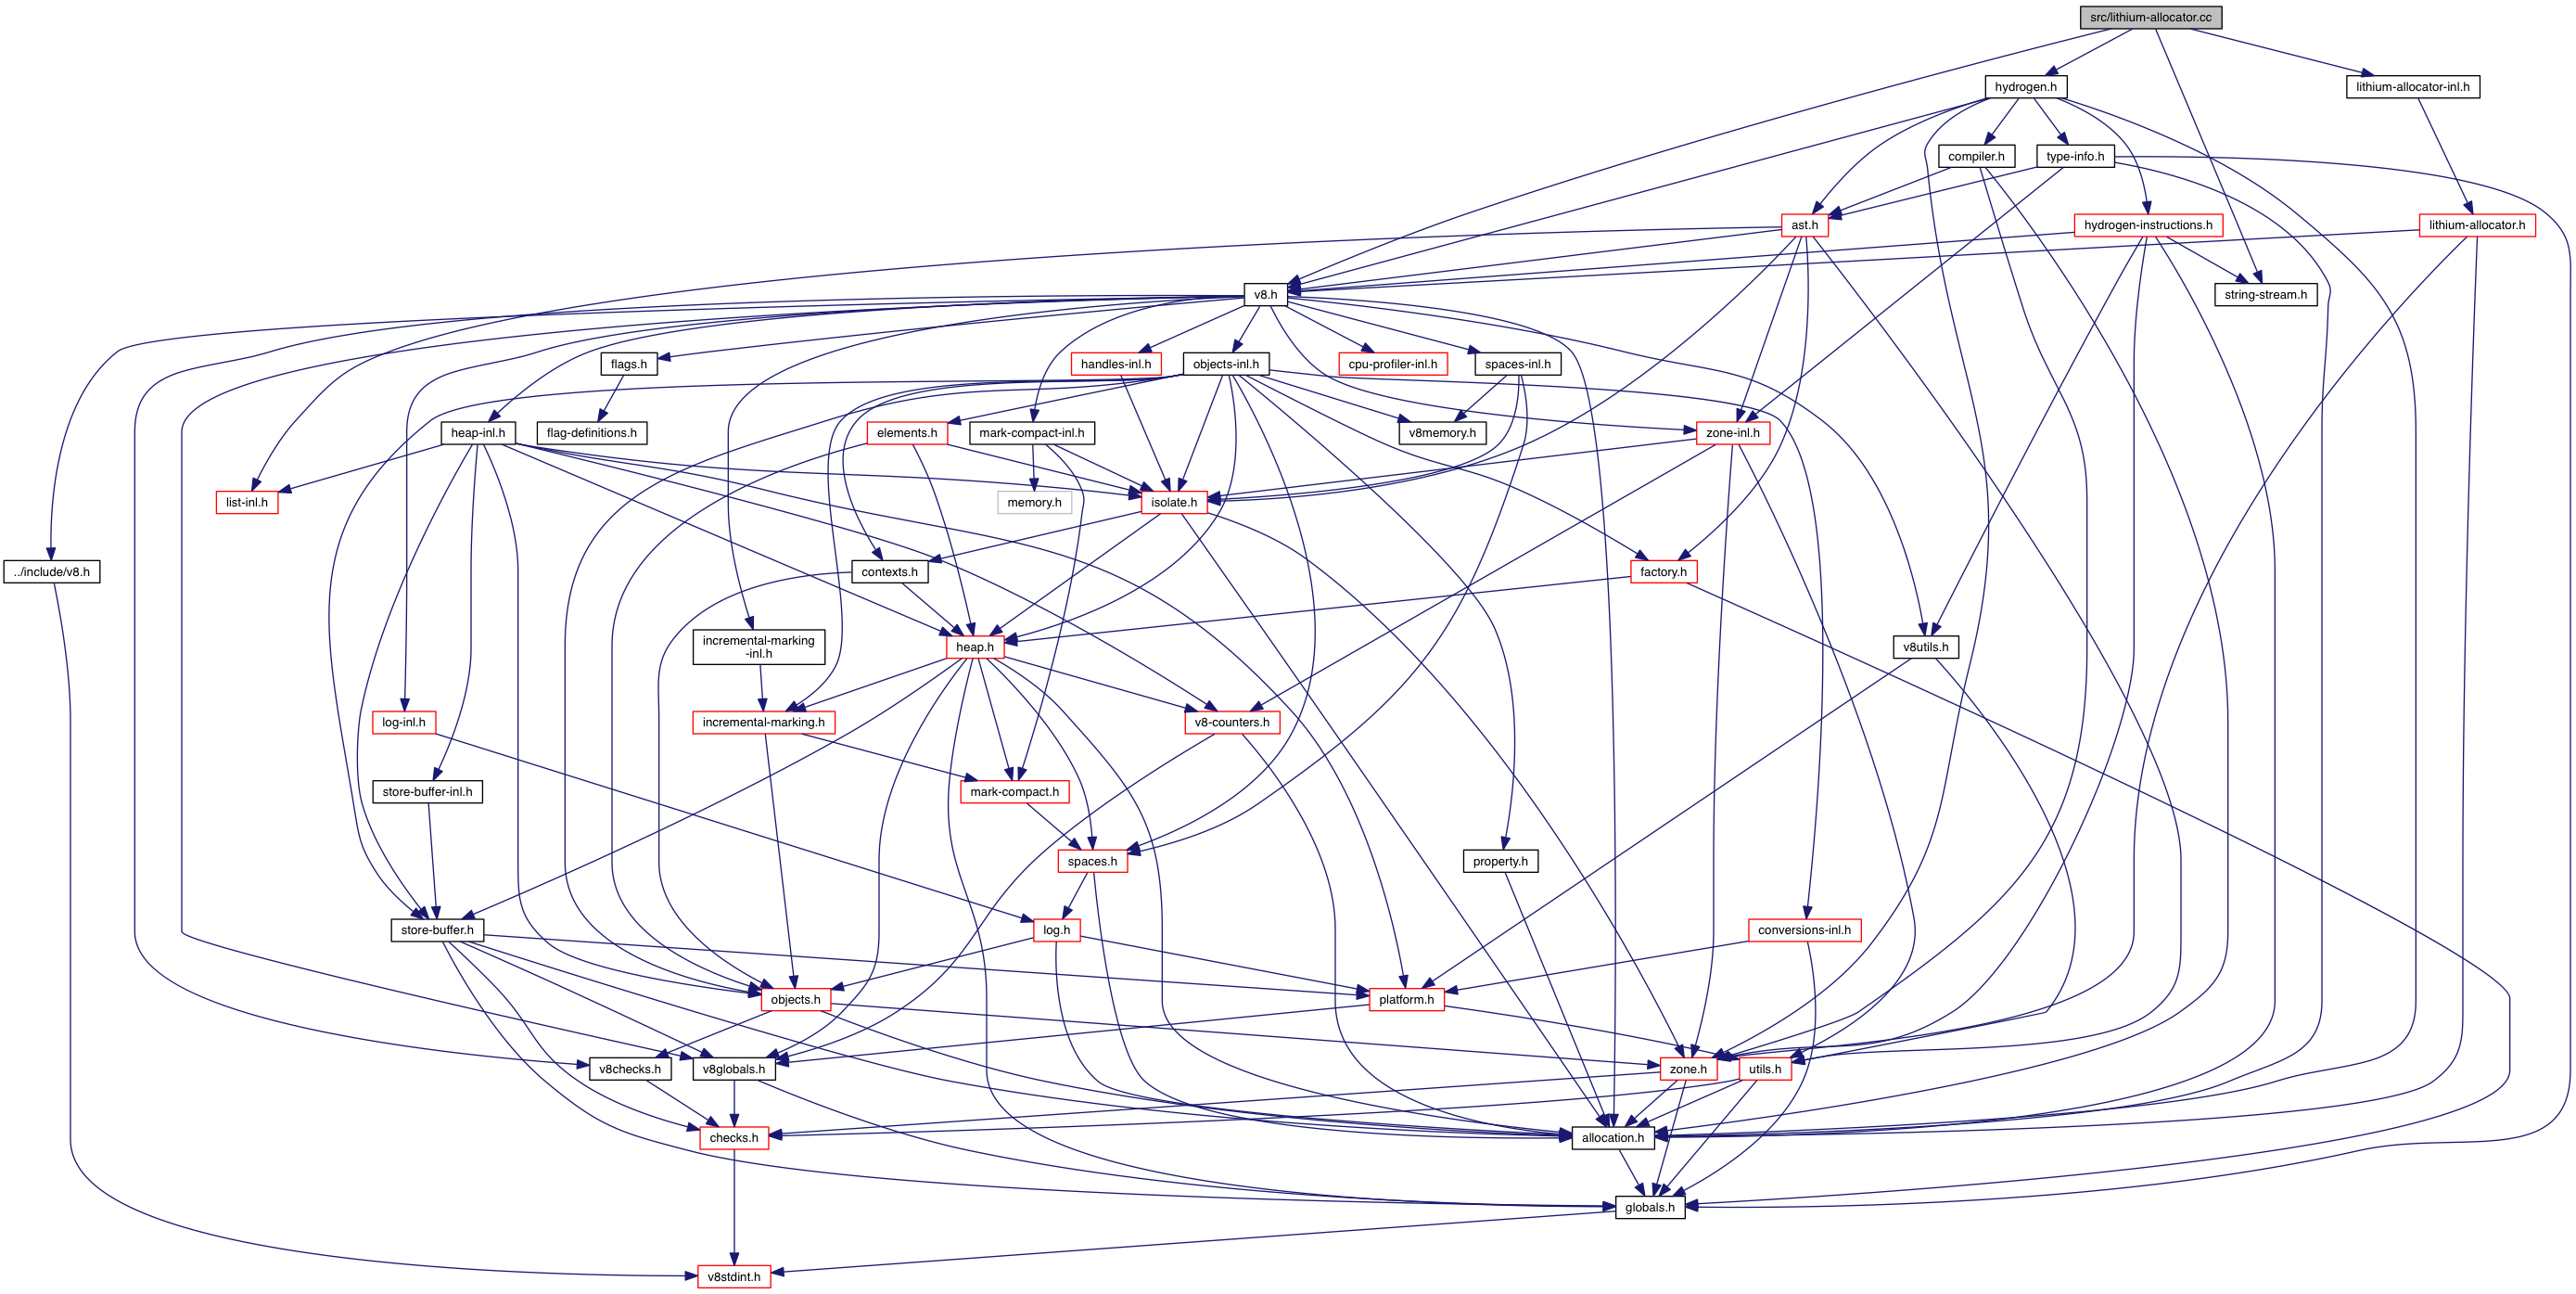 src/lithium-allocator.cc
hydrogen.h
lithium-allocator-inl.h
compiler.h
type-info.h
ast.h
hydrogen-instructions.h
lithium-allocator.h
v8.h
string-stream.h
flags.h
handles-inl.h
objects-inl.h
cpu-profiler-inl.h
spaces-inl.h
heap-inl.h
flag-definitions.h
elements.h
mark-compact-inl.h
v8memory.h
zone-inl.h
list-inl.h
memory.h
isolate.h
../include/v8.h
contexts.h
factory.h
incremental-marking
-inl.h
heap.h
v8utils.h
log-inl.h
incremental-marking.h
v8-counters.h
store-buffer-inl.h
mark-compact.h
spaces.h
property.h
store-buffer.h
log.h
conversions-inl.h
objects.h
platform.h
v8checks.h
v8globals.h
zone.h
utils.h
checks.h
allocation.h
globals.h
v8stdint.h